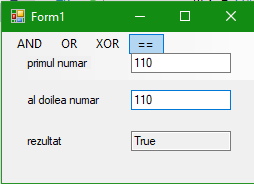 Form1
AND OR XOR ==
primul numar 110
al doilea numar 110
rezultat True